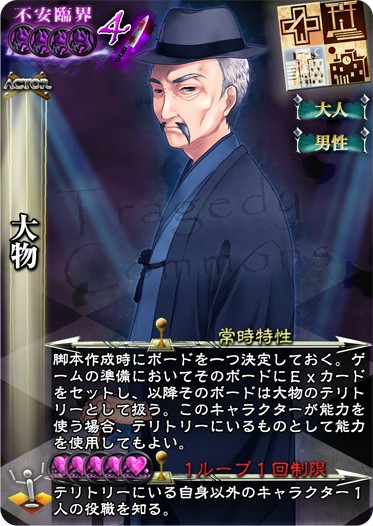 不安臨界 4
ACTOR
大人
男性
大物
Tragedy
Commons
常時特性
脚本作成時にボードを一つ決定しておく。ゲ
ームの準備においてそのボードにＥｘカード
をセットし、以降そのボードは大物のテリト
リーとして扱う。このキャラクターが能力を
使う場合、テリトリーにいるものとして能力
を使用してもよい。
１ループ１回制限
テリトリーにいる自身以外のキャラクター１
人の役職を知る。